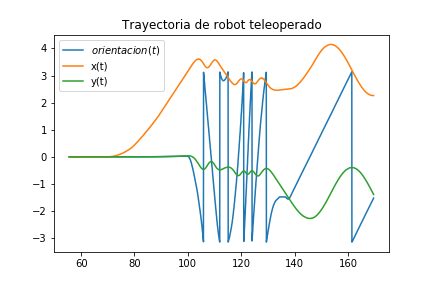 Trayectoria de robot teleoperado
orientacion(t)
x(t)
y(t)
4
3
2
1
0
−1
−2
−3
60 80 100 120 140 160